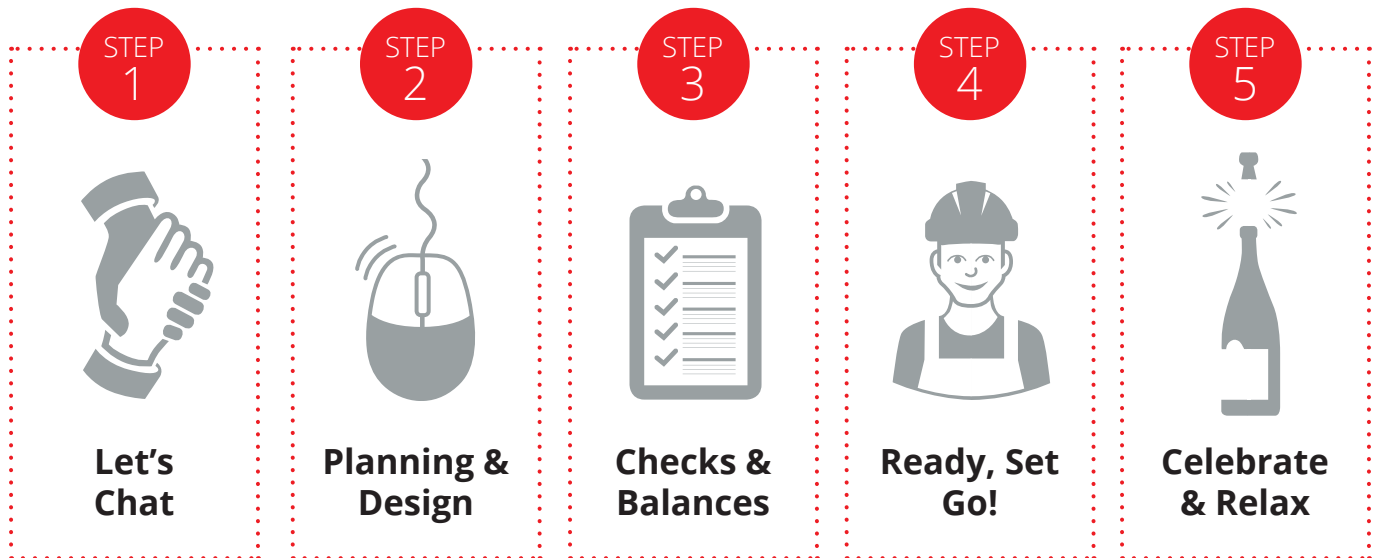 STEP
1
Let’s
Chat
STEP
2
Planning &
Design
STEP
3
Checks &
Balances
STEP
4
Ready, Set
Go!
STEP
5
Celebrate
& Relax